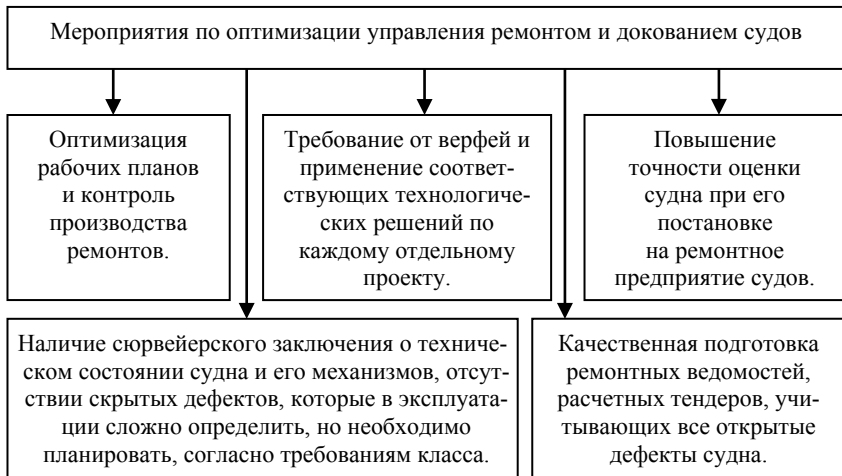 Мероприятия по оптимизации управления ремонтом и докованием судов
Оптимизация
рабочих планов
и контроль
производства
ремонтов.
Требование от верфей и
применение соответ-
ствующих технологиче-
ских решений по
каждому отдельному
проекту.
Повышение
точности оценки
судна при его
постановке
на ремонтное
предприятие судов.
Наличие сюрвейерского заключения о техниче-
ском состоянии судна и его механизмов, отсут-
ствии скрытых дефектов, которые в эксплуата-
ции сложно определить, но необходимо
планировать, согласно требованиям класса.
Качественная подготовка
ремонтных ведомостей,
расчетных тендеров, учи-
тывающих все открытые
дефекты судна.